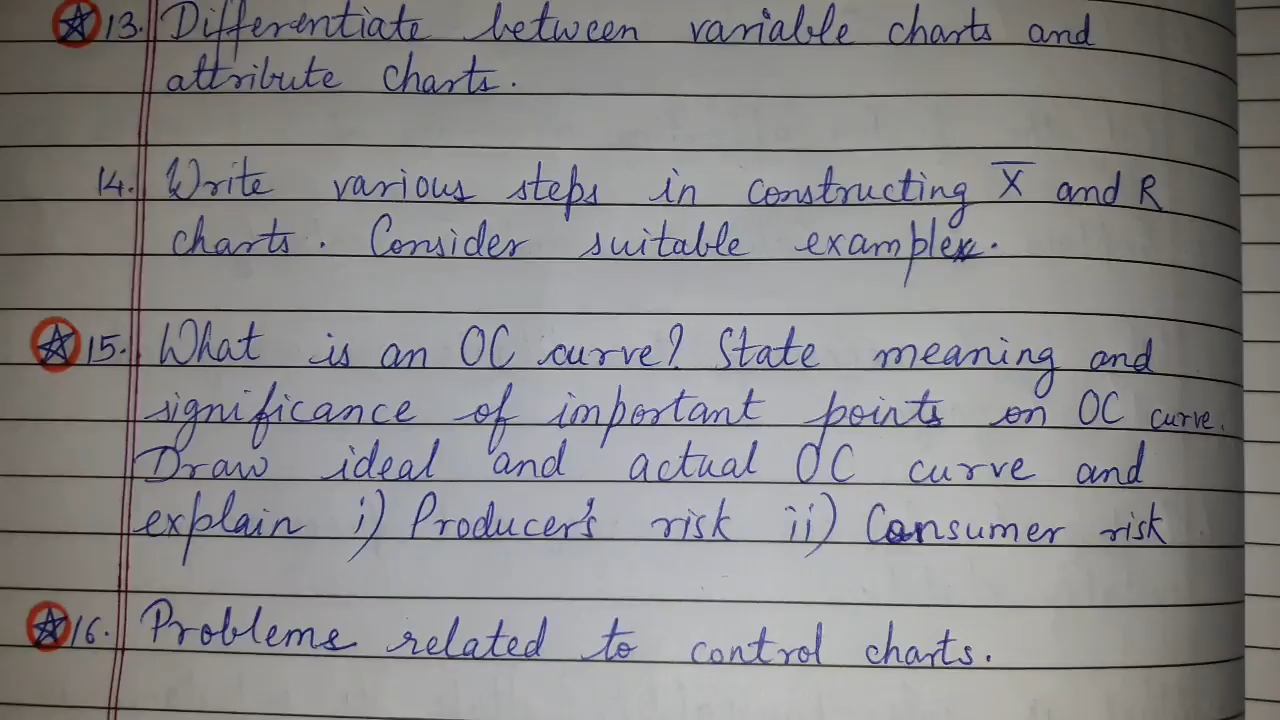 13. Differentiate between variable charts and
attribute charts.
14. Write various steps in constructing X̅ and R
charts. Consider suitable example.
15. What is an OC curve? State meaning and
significance of important points on OC curve.
Draw ideal and actual OC curve and
explain i) Producer's risk ii) Consumer risk
16. Problems related to control charts.